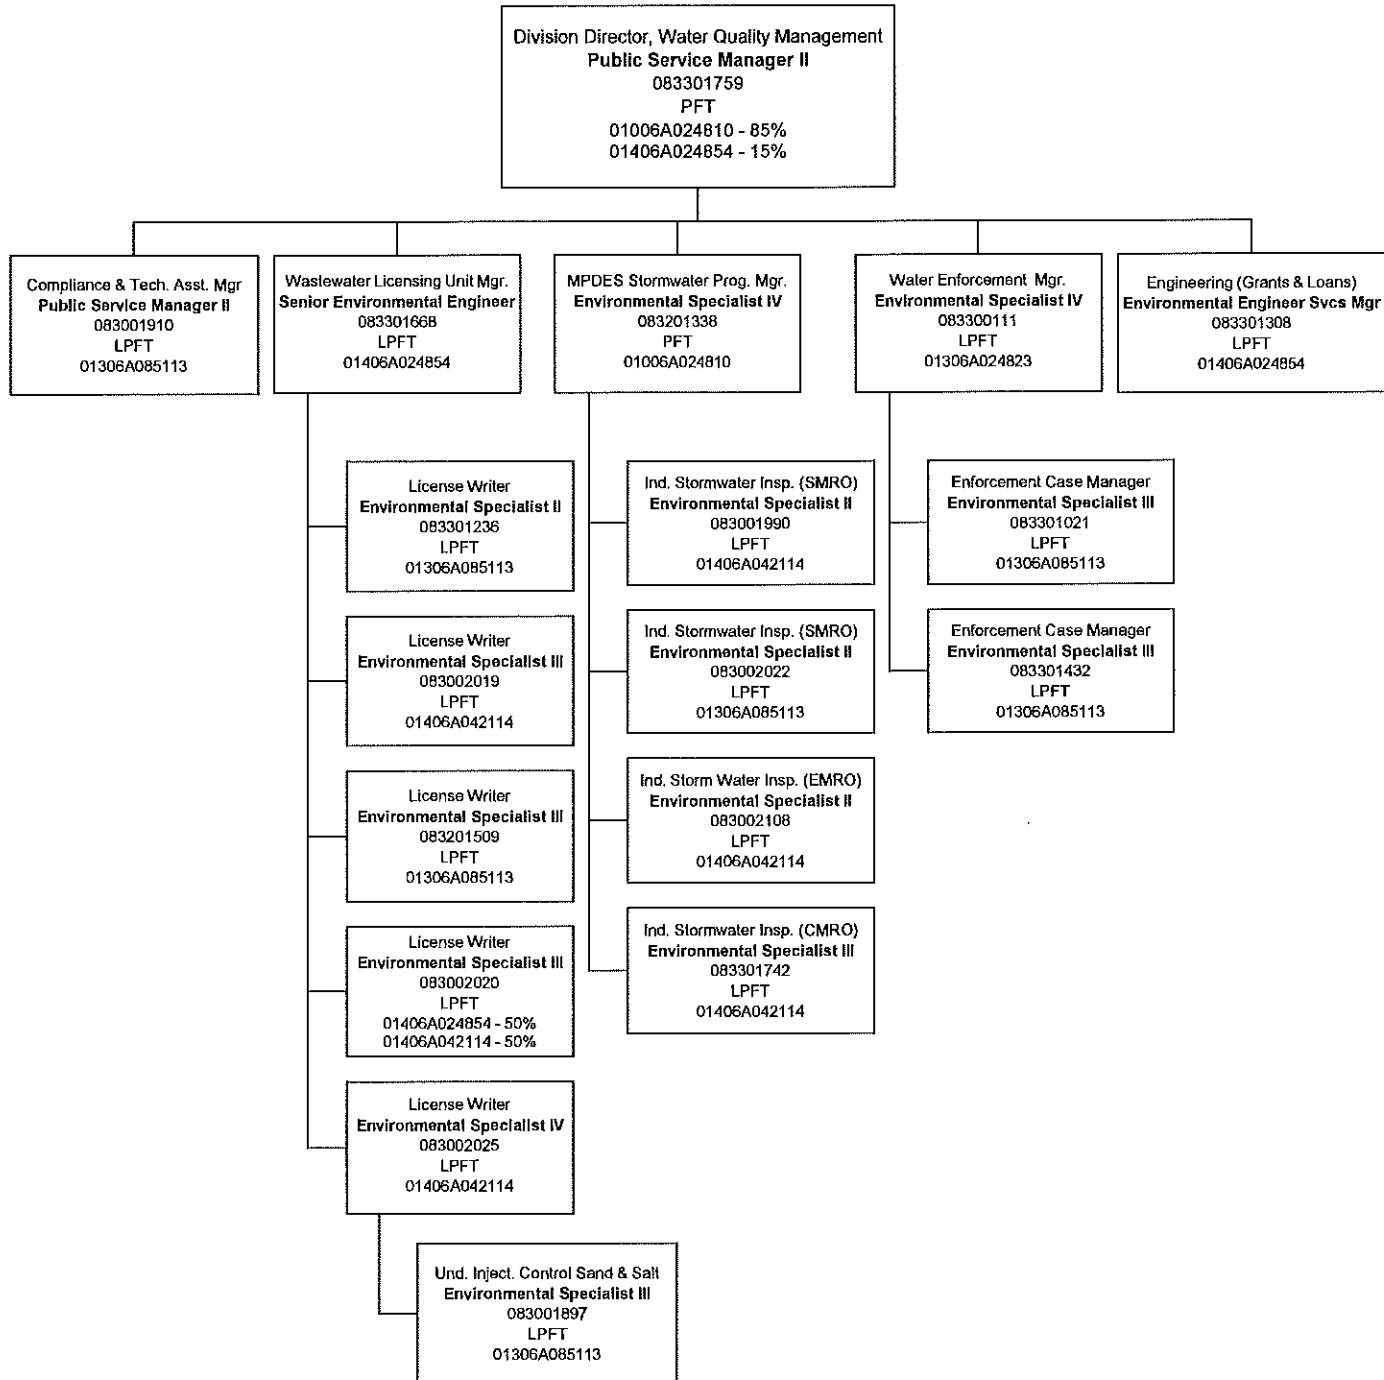 Division Director, Water Quality Management
Public Service Manager II
083301759
PFT
01006A024810 - 85%
01406A024854 - 15%
Compliance & Tech. Asst. Mgr
Public Service Manager II
083001910
LPFT
01306A085113
Wastewater Licensing Unit Mgr.
Senior Environmental Engineer
083301668
LPFT
01406A024854
MPDES Stormwater Prog. Mgr.
Environmental Specialist IV
083201338
PFT
01006A024810
Water Enforcement Mgr.
Environmental Specialist IV
083300111
LPFT
01306A024823
Engineering (Grants & Loans)
Environmental Engineer Svcs Mgr
083301308
LPFT
01406A024854
License Writer
Environmental Specialist II
083301236
LPFT
01306A085113
License Writer
Environmental Specialist III
083002019
LPFT
01406A042114
License Writer
Environmental Specialist III
083201509
LPFT
01306A085113
License Writer
Environmental Specialist III
083002020
LPFT
01406A024854 - 50%
01406A042114 - 50%
License Writer
Environmental Specialist IV
083002025
LPFT
01406A042114
Und. Inject. Control Sand & Salt
Environmental Specialist III
083001897
LPFT
01306A085113
Ind. Stormwater Insp. (SMRO)
Environmental Specialist II
083001990
LPFT
01406A042114
Ind. Stormwater Insp. (SMRO)
Environmental Specialist II
083002022
LPFT
01306A085113
Ind. Storm Water Insp. (EMRO)
Environmental Specialist II
083002108
LPFT
01406A042114
Ind. Stormwater Insp. (CMRO)
Environmental Specialist III
083301742
LPFT
01406A042114
Enforcement Case Manager
Environmental Specialist III
083301021
LPFT
01306A085113
Enforcement Case Manager
Environmental Specialist III
083301432
LPFT
01306A085113